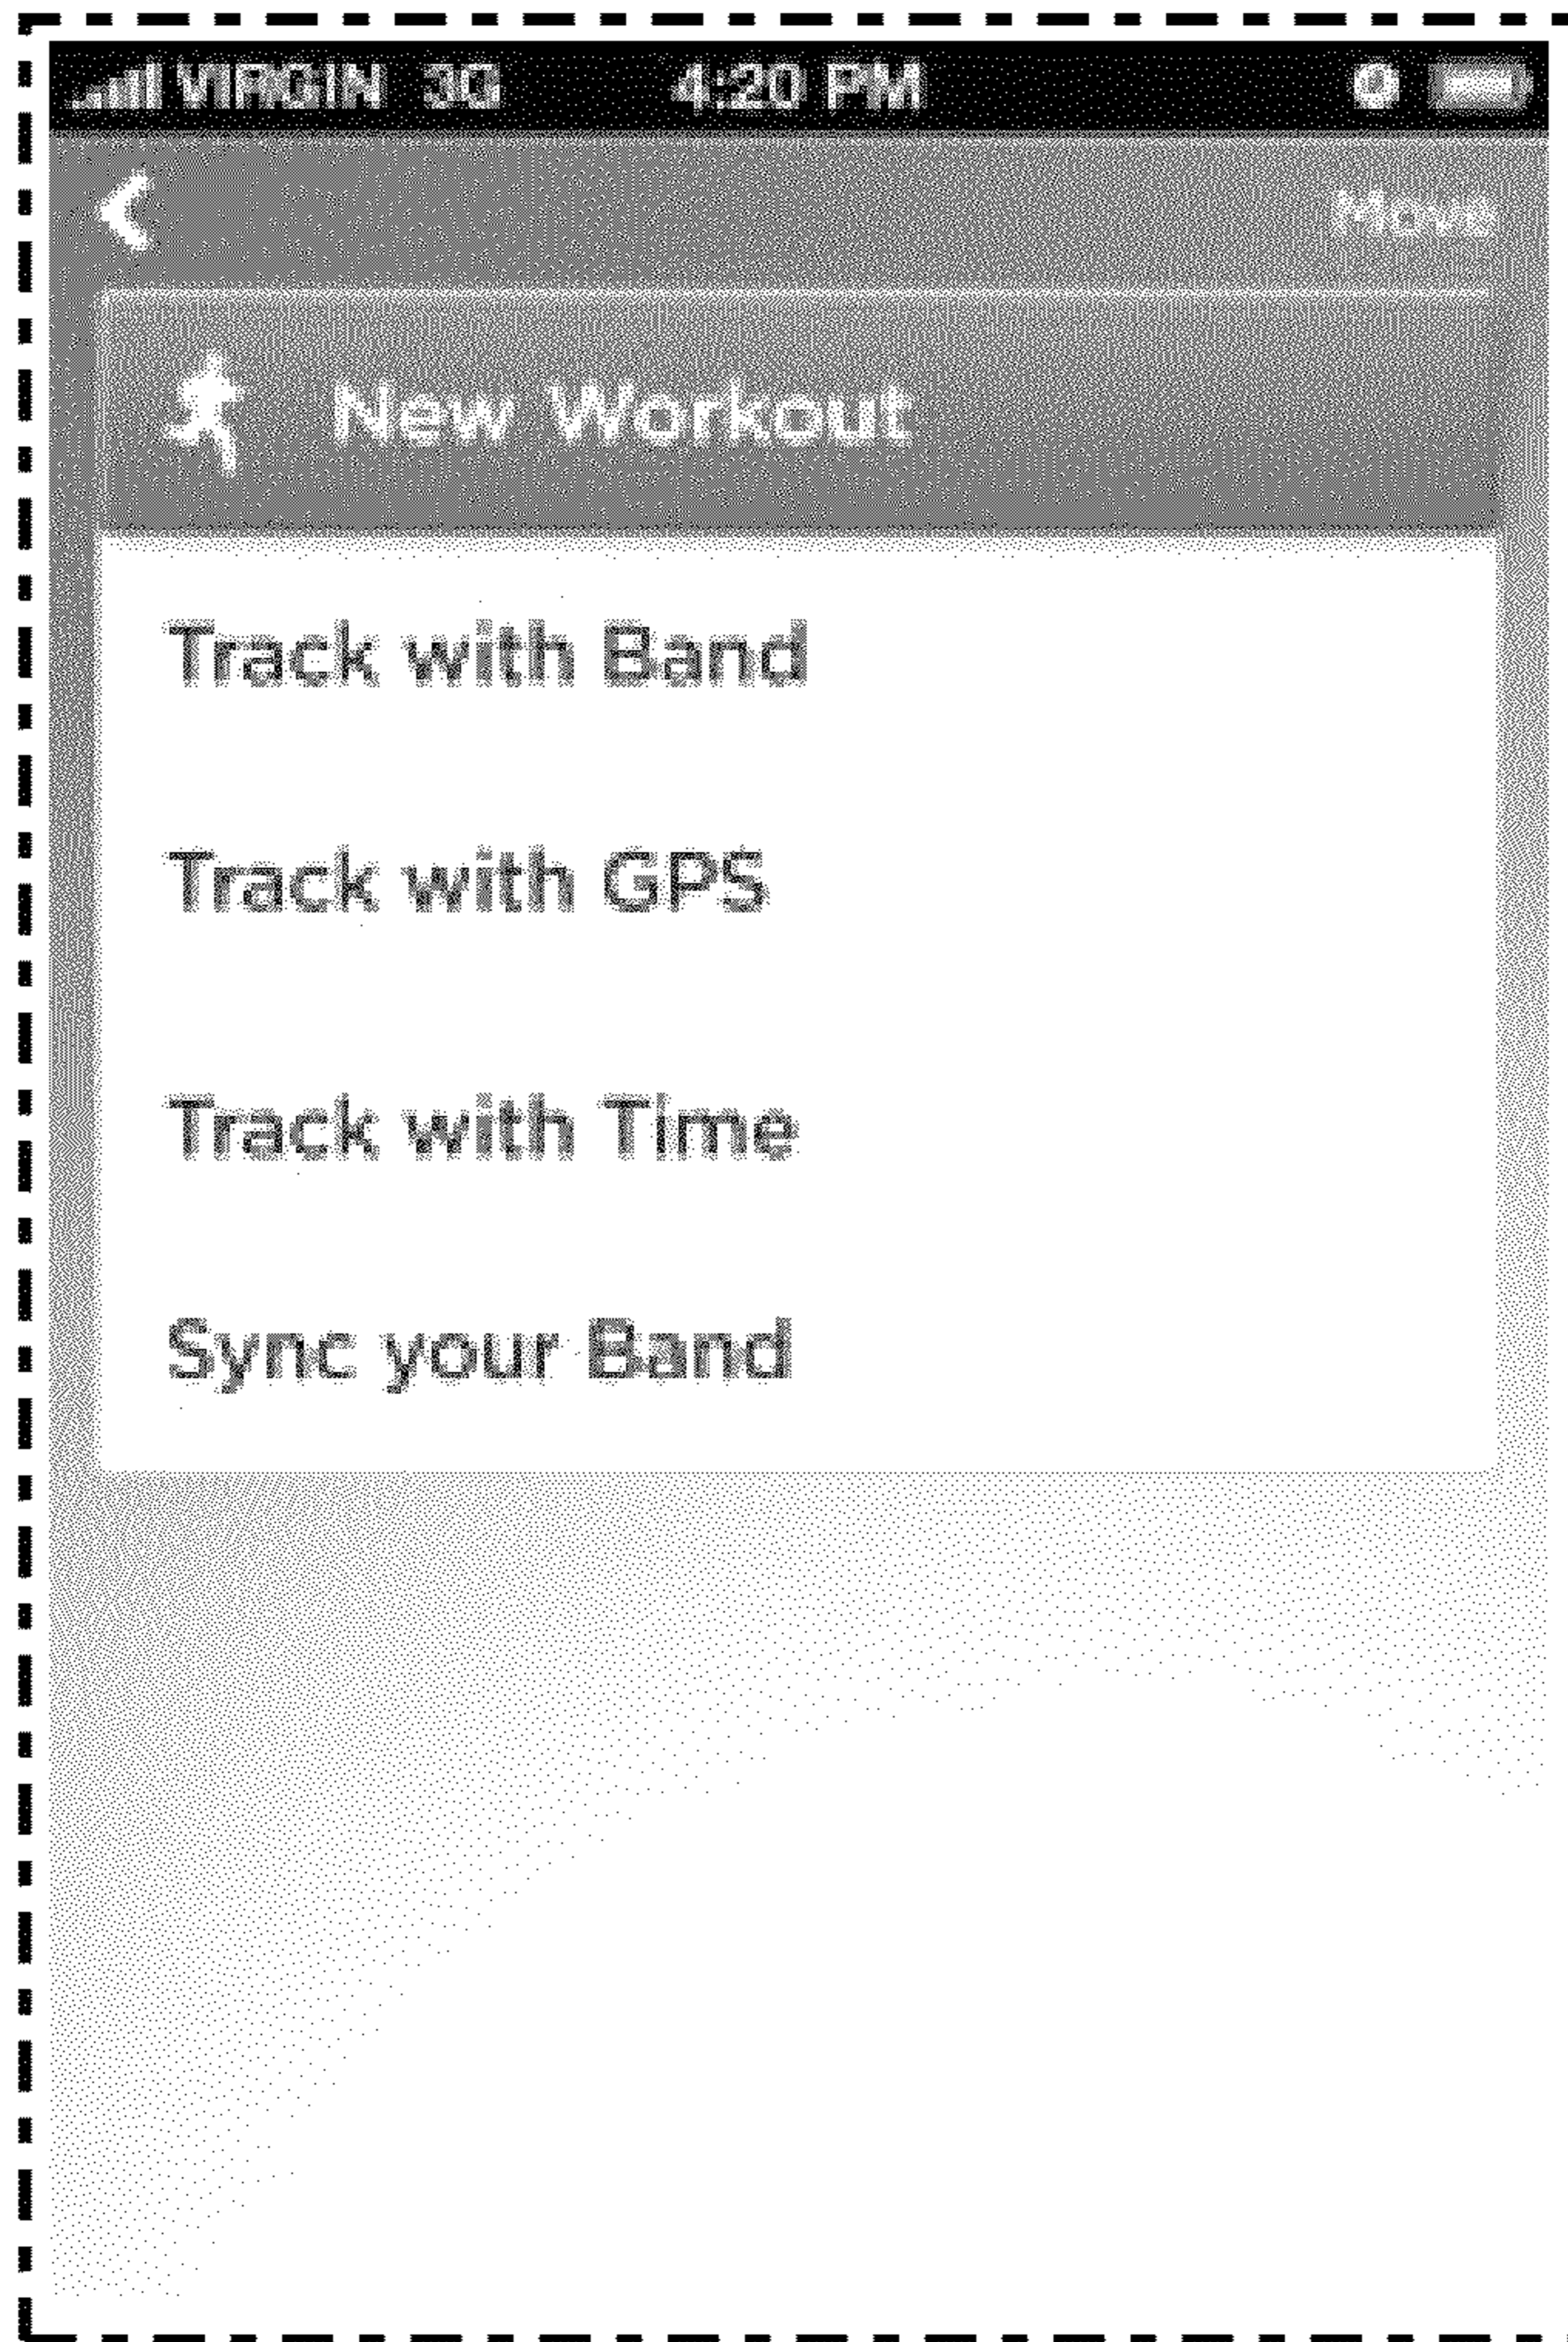 VIRGIN 3G 4:20 PM
Move
New Workout
Track with Band
Track with GPS
Track with Time
Sync your Band